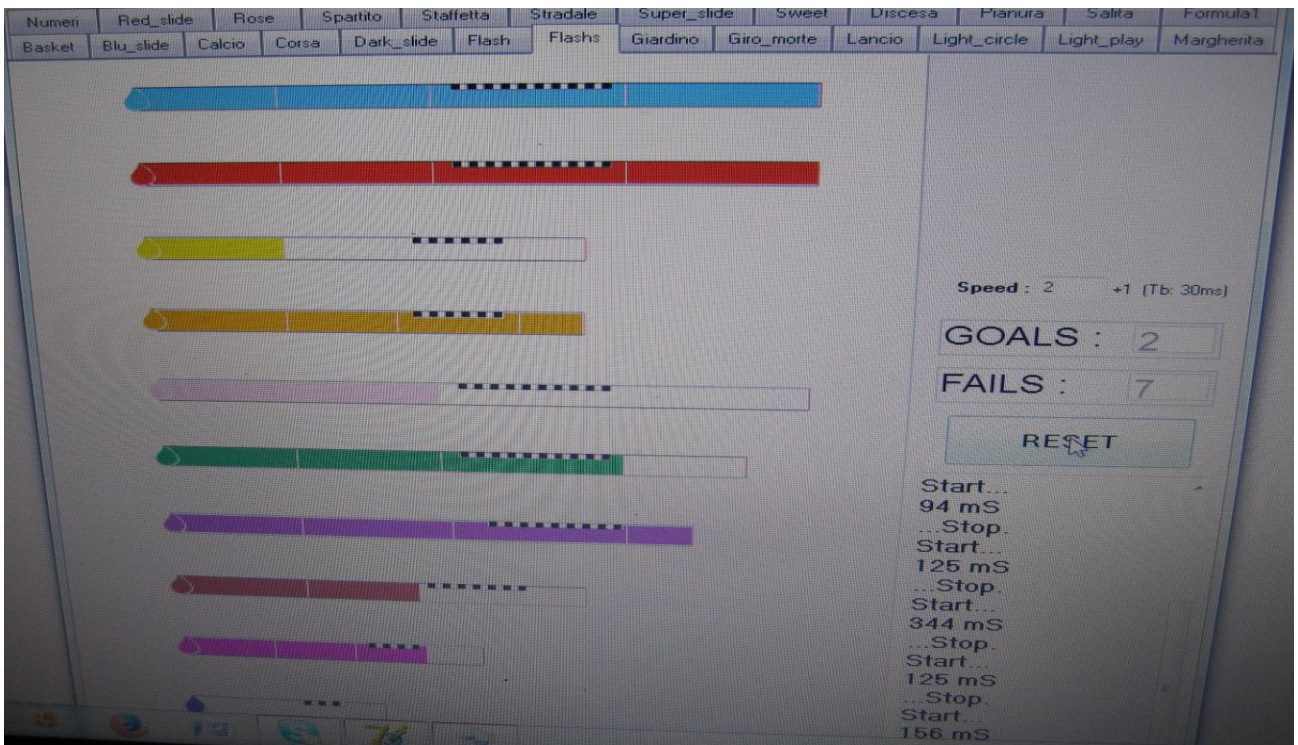 Numeri Red_slide Rose Spartito Staffetta Stradale Super_slide Sweet Discesa Pianura Salita Formula1
Basket Blu_slide Calcio Corsa Dark_slide Flash Flashs Giardino Giro_morte Lancio Light_circle Light_play Margherita
Speed : 2 +1 (Tb: 30ms)
GOALS : 2
FAILS : 7
RESET
Start...
94 mS
...Stop.
Start...
125 mS
...Stop.
Start...
344 mS
...Stop.
Start...
125 mS
...Stop.
Start...
156 mS